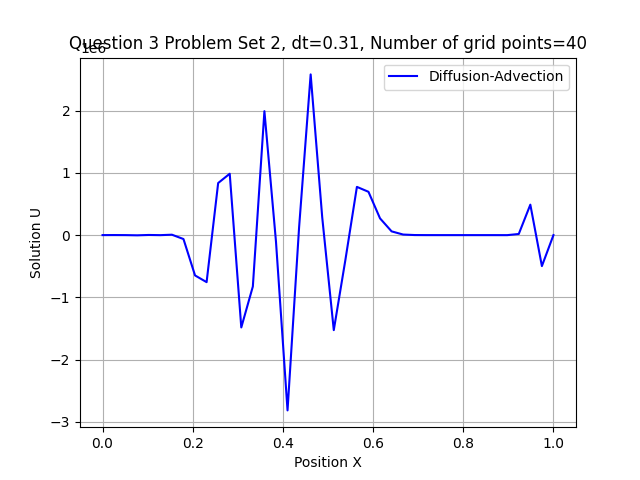 Question 3 Problem Set 2, dt=0.31, Number of grid points=40
1e6
Diffusion-Advection
2
1
0
−1
−2
−3
Solution U
0.0 0.2 0.4 0.6 0.8 1.0
Position X